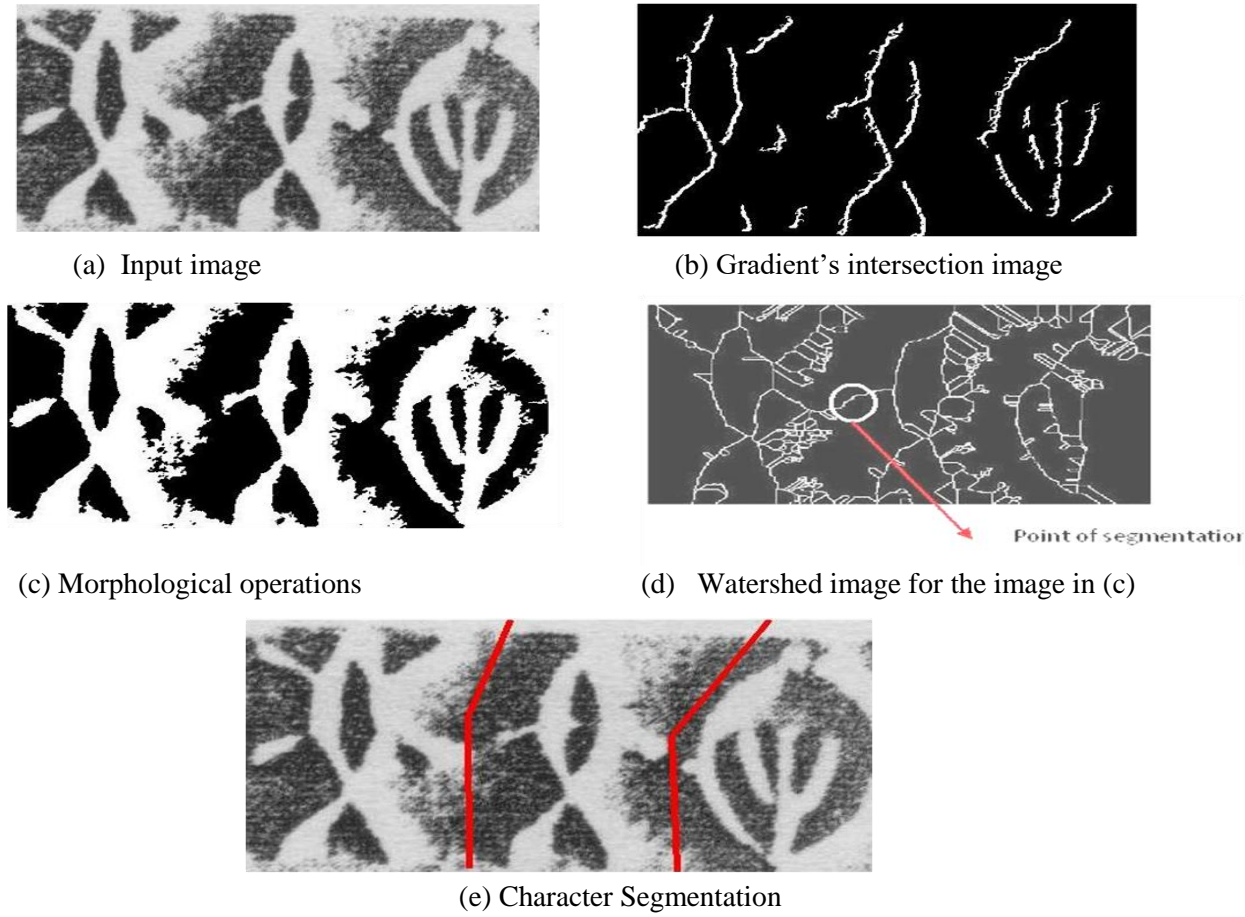 (a) Input image
(b) Gradient's intersection image
(c) Morphological operations
(d) Watershed image for the image in (c)
Point of segmentation
(e) Character Segmentation